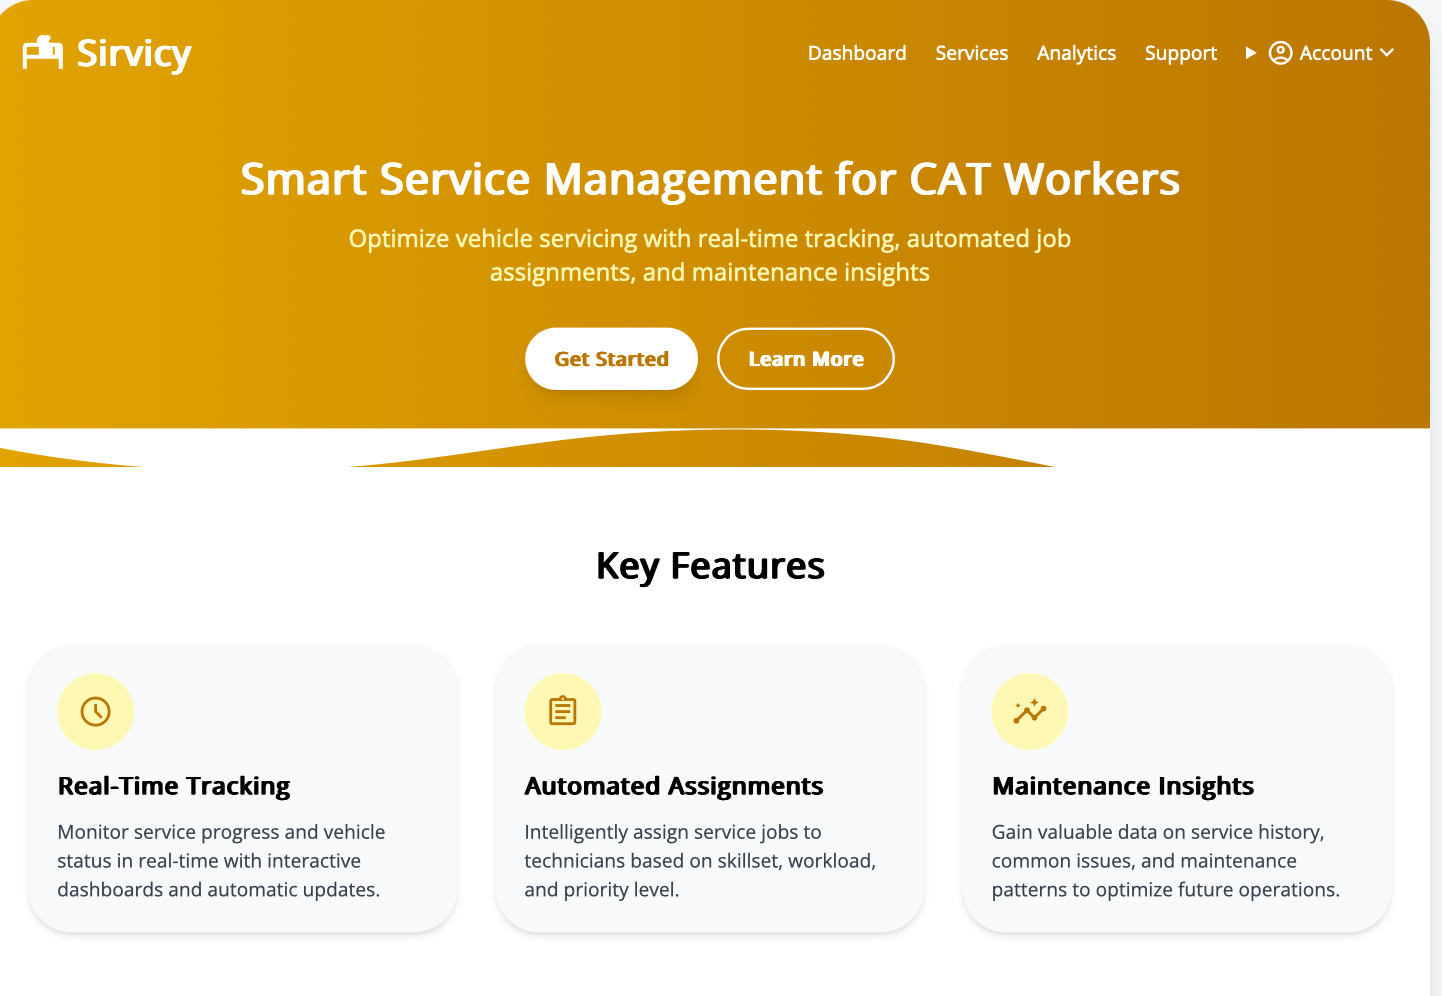 Sirvicy
Dashboard Services Analytics Support Account
Smart Service Management for CAT Workers
Optimize vehicle servicing with real-time tracking, automated job
assignments, and maintenance insights
Get Started Learn More
Key Features
Real-Time Tracking
Monitor service progress and vehicle
status in real-time with interactive
dashboards and automatic updates.
Automated Assignments
Intelligently assign service jobs to
technicians based on skillset, workload,
and priority level.
Maintenance Insights
Gain valuable data on service history,
common issues, and maintenance
patterns to optimize future operations.